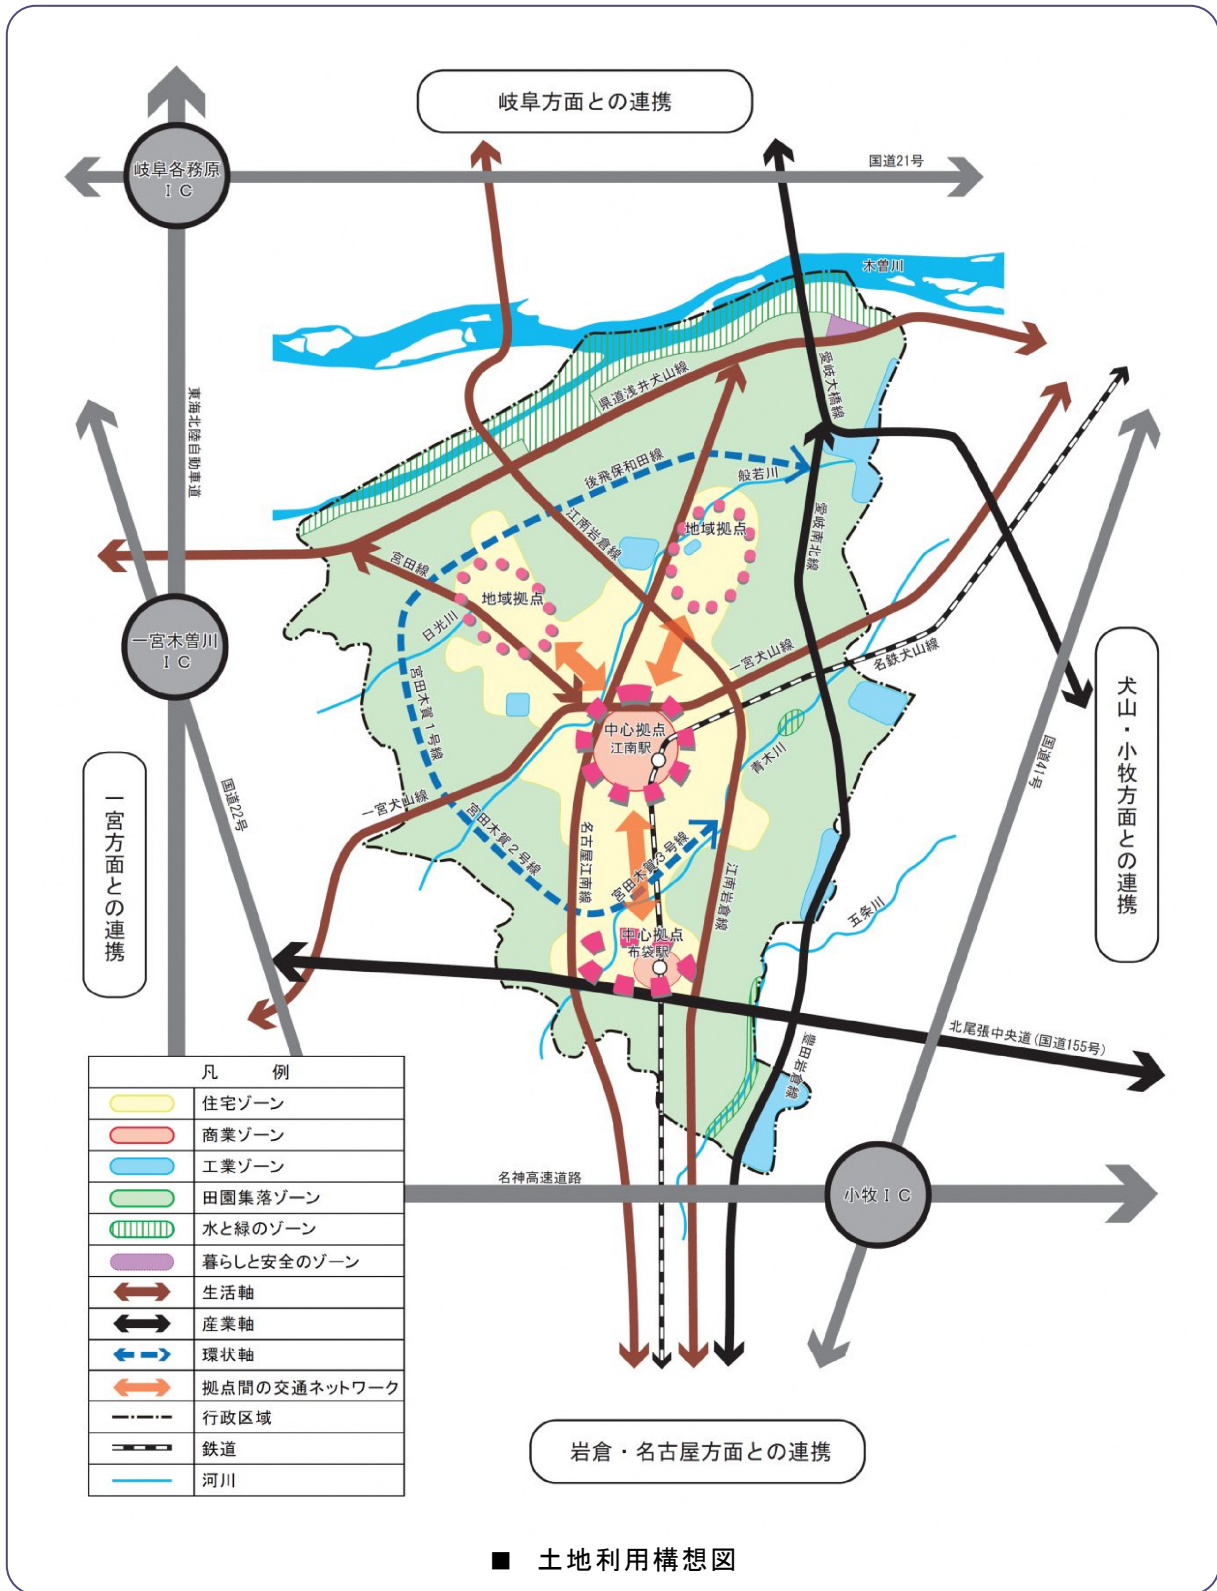 岐阜方面との連携
岐阜各務原
ＩＣ
国道21号
木曽川
東海北陸自動車道
県道浅井犬山線
愛岐大橋線
後飛保和田線
般若川
江南岩倉線
地域拠点
愛岐南北線
宮田線
地域拠点
日光川
一宮木曽川
ＩＣ
一宮犬山線
名鉄犬山線
宮田木賀1号線
中心拠点
江南駅
青木川
国道41号
犬山・小牧方面との連携
一宮方面との連携
国道22号
一宮犬山線
宮田木賀2号線
名古屋江南線
宮田木賀3号線
江南岩倉線
五条川
中心拠点
布袋駅
北尾張中央道(国道155号)
豊田岩倉線
名神高速道路
小牧ＩＣ
凡例
住宅ゾーン
商業ゾーン
工業ゾーン
田園集落ゾーン
水と緑のゾーン
暮らしと安全のゾーン
生活軸
産業軸
環状軸
拠点間の交通ネットワーク
行政区域
鉄道
河川
岩倉・名古屋方面との連携
■ 土地利用構想図